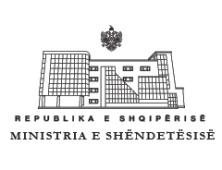 REPUBLIKA E SHQIPËRISË
MINISTRIA E SHËNDETËSISË